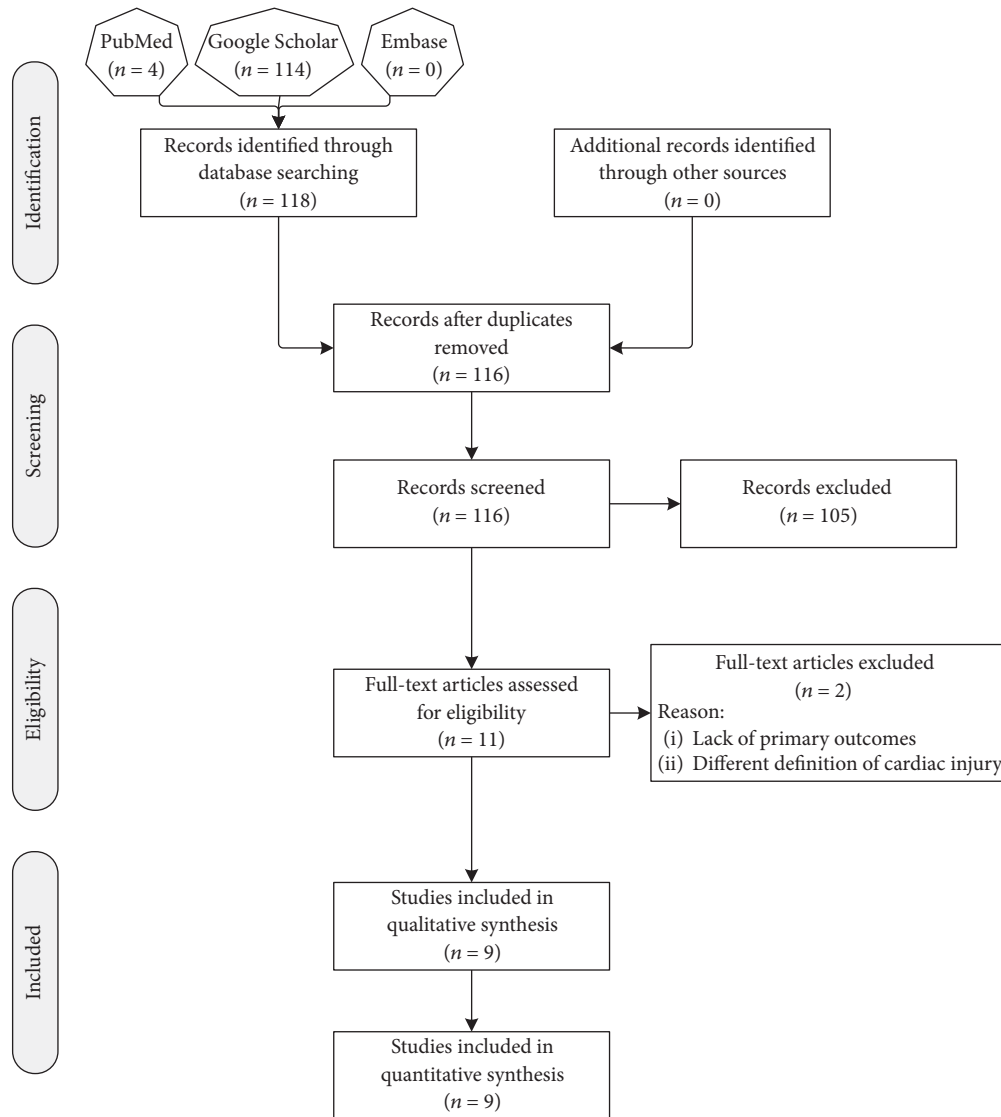 PubMed
(n = 4)
Google Scholar
(n = 114)
Embase
(n = 0)
Identification
Records identified through
database searching
(n = 118)
Additional records identified
through other sources
(n = 0)
Records after duplicates
removed
(n = 116)
Screening
Records screened
(n = 116)
Records excluded
(n = 105)
Eligibility
Full-text articles assessed
for eligibility
(n = 11)
Full-text articles excluded
(n = 2)
Reason:
(i) Lack of primary outcomes
(ii) Different definition of cardiac injury
Included
Studies included in
qualitative synthesis
(n = 9)
Studies included in
quantitative synthesis
(n = 9)